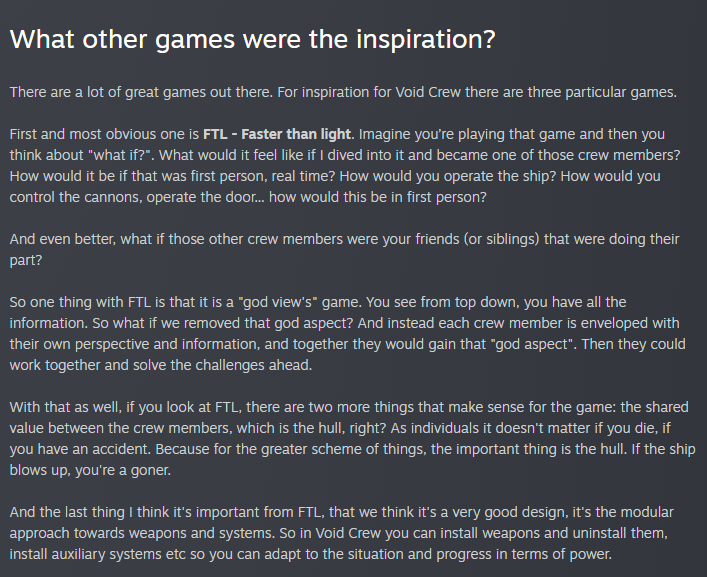 What other games were the inspiration?
There are a lot of great games out there. For inspiration for Void Crew there are three particular games.
First and most obvious one is FTL - Faster than light. Imagine you're playing that game and then you
think about "what if?". What would it feel like if I dived into it and became one of those crew members?
How would it be if that was first person, real time? How would you operate the ship? How would you
control the cannons, operate the door... how would this be in first person?
And even better, what if those other crew members were your friends (or siblings) that were doing their
part?
So one thing with FTL is that it is a "god view's" game. You see from top down, you have all the
information. So what if we removed that god aspect? And instead each crew member is enveloped with
their own perspective and information, and together they would gain that "god aspect". Then they could
work together and solve the challenges ahead.
With that as well, if you look at FTL, there are two more things that make sense for the game: the shared
value between the crew members, which is the hull, right? As individuals it doesn't matter if you die, if
you have an accident. Because for the greater scheme of things, the important thing is the hull. If the ship
blows up, you're a goner.
And the last thing I think it's important from FTL, that we think it's a very good design, it's the modular
approach towards weapons and systems. So in Void Crew you can install weapons and uninstall them,
install auxiliary systems etc so you can adapt to the situation and progress in terms of power.